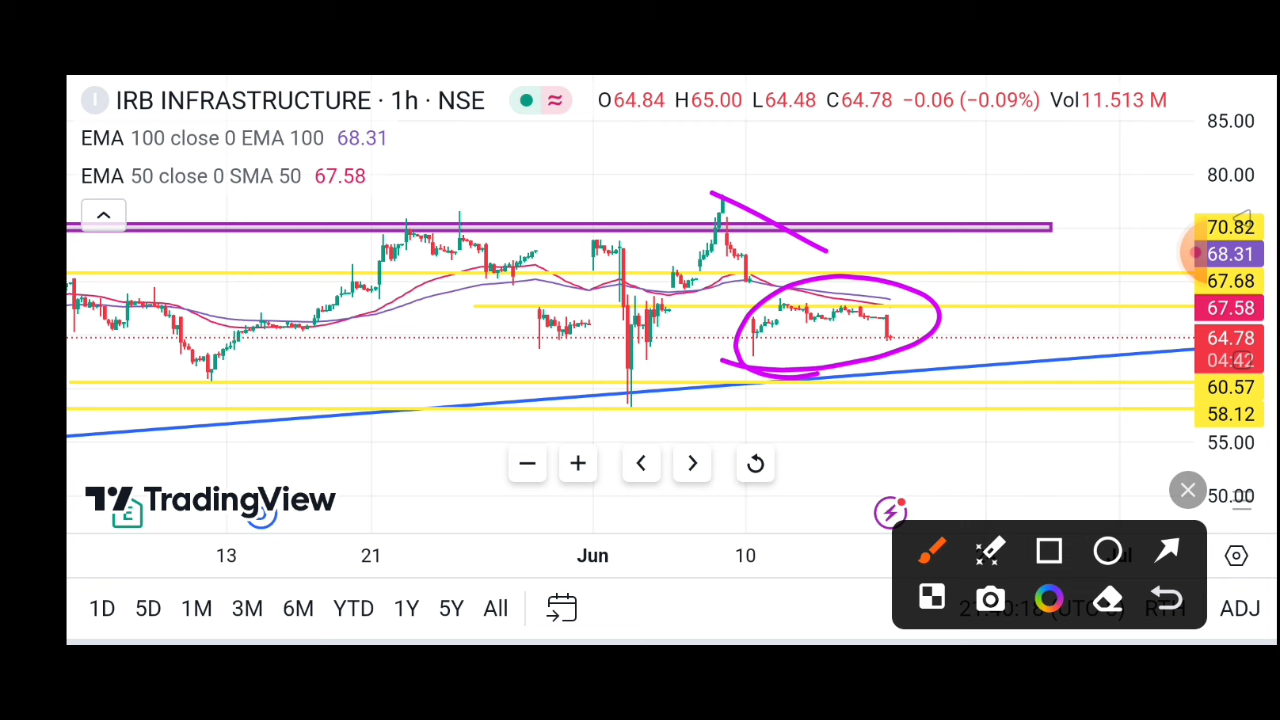 IRB INFRASTRUCTURE · 1h · NSE O64.84 H65.00 L64.48 C64.78 −0.06 (−0.09%) Vol11.513 M
EMA 100 close 0 EMA 100 68.31
EMA 50 close 0 SMA 50 67.58
85.00
80.00
70.82
68.31
67.68
67.58
64.78
04:42
60.57
58.12
55.00
50.00
TradingView
E
13 21 Jun 10 Jul
1D 5D 1M 3M 6M YTD 1Y 5Y All RTH ADJ